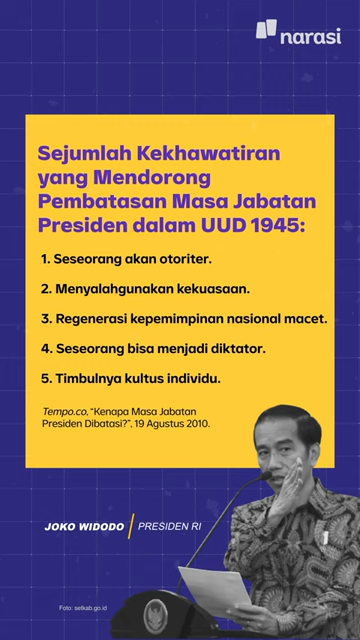 narasi
Sejumlah Kekhawatiran
yang Mendorong
Pembatasan Masa Jabatan
Presiden dalam UUD 1945:
1. Seseorang akan otoriter.
2. Menyalahgunakan kekuasaan.
3. Regenerasi kepemimpinan nasional macet.
4. Seseorang bisa menjadi diktator.
5. Timbulnya kultus individu.
Tempo.co, “Kenapa Masa Jabatan
Presiden Dibatasi?”, 19 Agustus 2010.
JOKO WIDODO / PRESIDEN RI
Foto: setkab.go.id